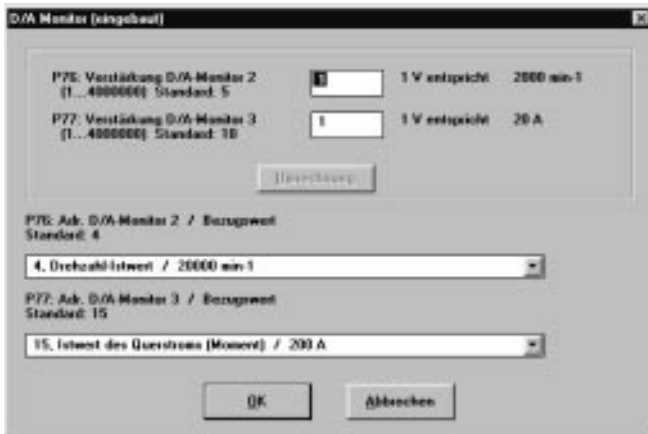 D/A Monitor (eingebaut)
P76: Verstärkung D/A-Monitor 2 1 1 V entspricht 2000 min-1
(1...4000000) Standard: 5
P77: Verstärkung D/A-Monitor 3 1 1 V entspricht 20 A
(1...4000000) Standard: 10
Umrechnung
P76: Adr. D/A-Monitor 2 / Bezugswert
Standard: 4
4, Drehzahl-Istwert / 20000 min-1
P77: Adr. D/A-Monitor 3 / Bezugswert
Standard: 15
15, Istwert des Querstroms (Moment) / 200 A
OK Abbrechen